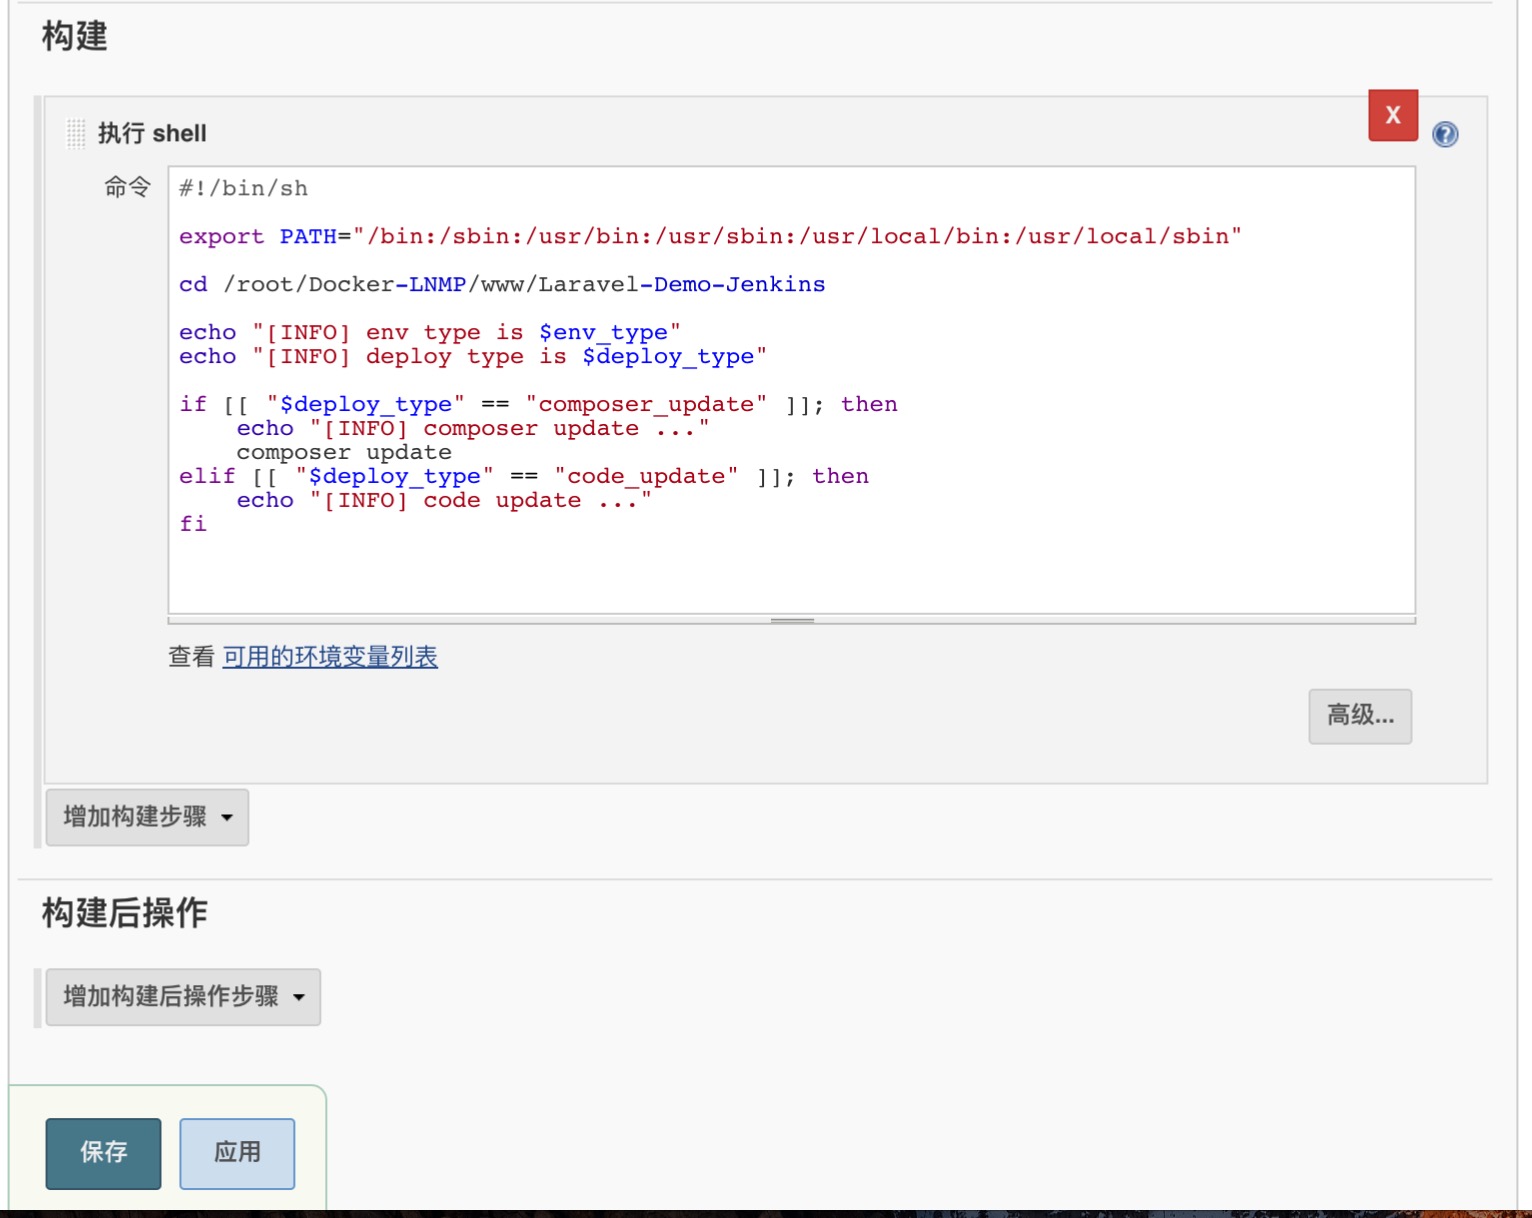 构建
执行 shell
X
?
命令
#!/bin/sh
export PATH="/bin:/sbin:/usr/bin:/usr/sbin:/usr/local/bin:/usr/local/sbin"
cd /root/Docker-LNMP/www/Laravel-Demo-Jenkins
echo "[INFO] env type is $env_type"
echo "[INFO] deploy type is $deploy_type"
if [[ "$deploy_type" == "composer_update" ]]; then
    echo "[INFO] composer update ..."
    composer update
elif [[ "$deploy_type" == "code_update" ]]; then
    echo "[INFO] code update ..."
fi
查看 可用的环境变量列表
高级...
增加构建步骤
构建后操作
增加构建后操作步骤
保存
应用